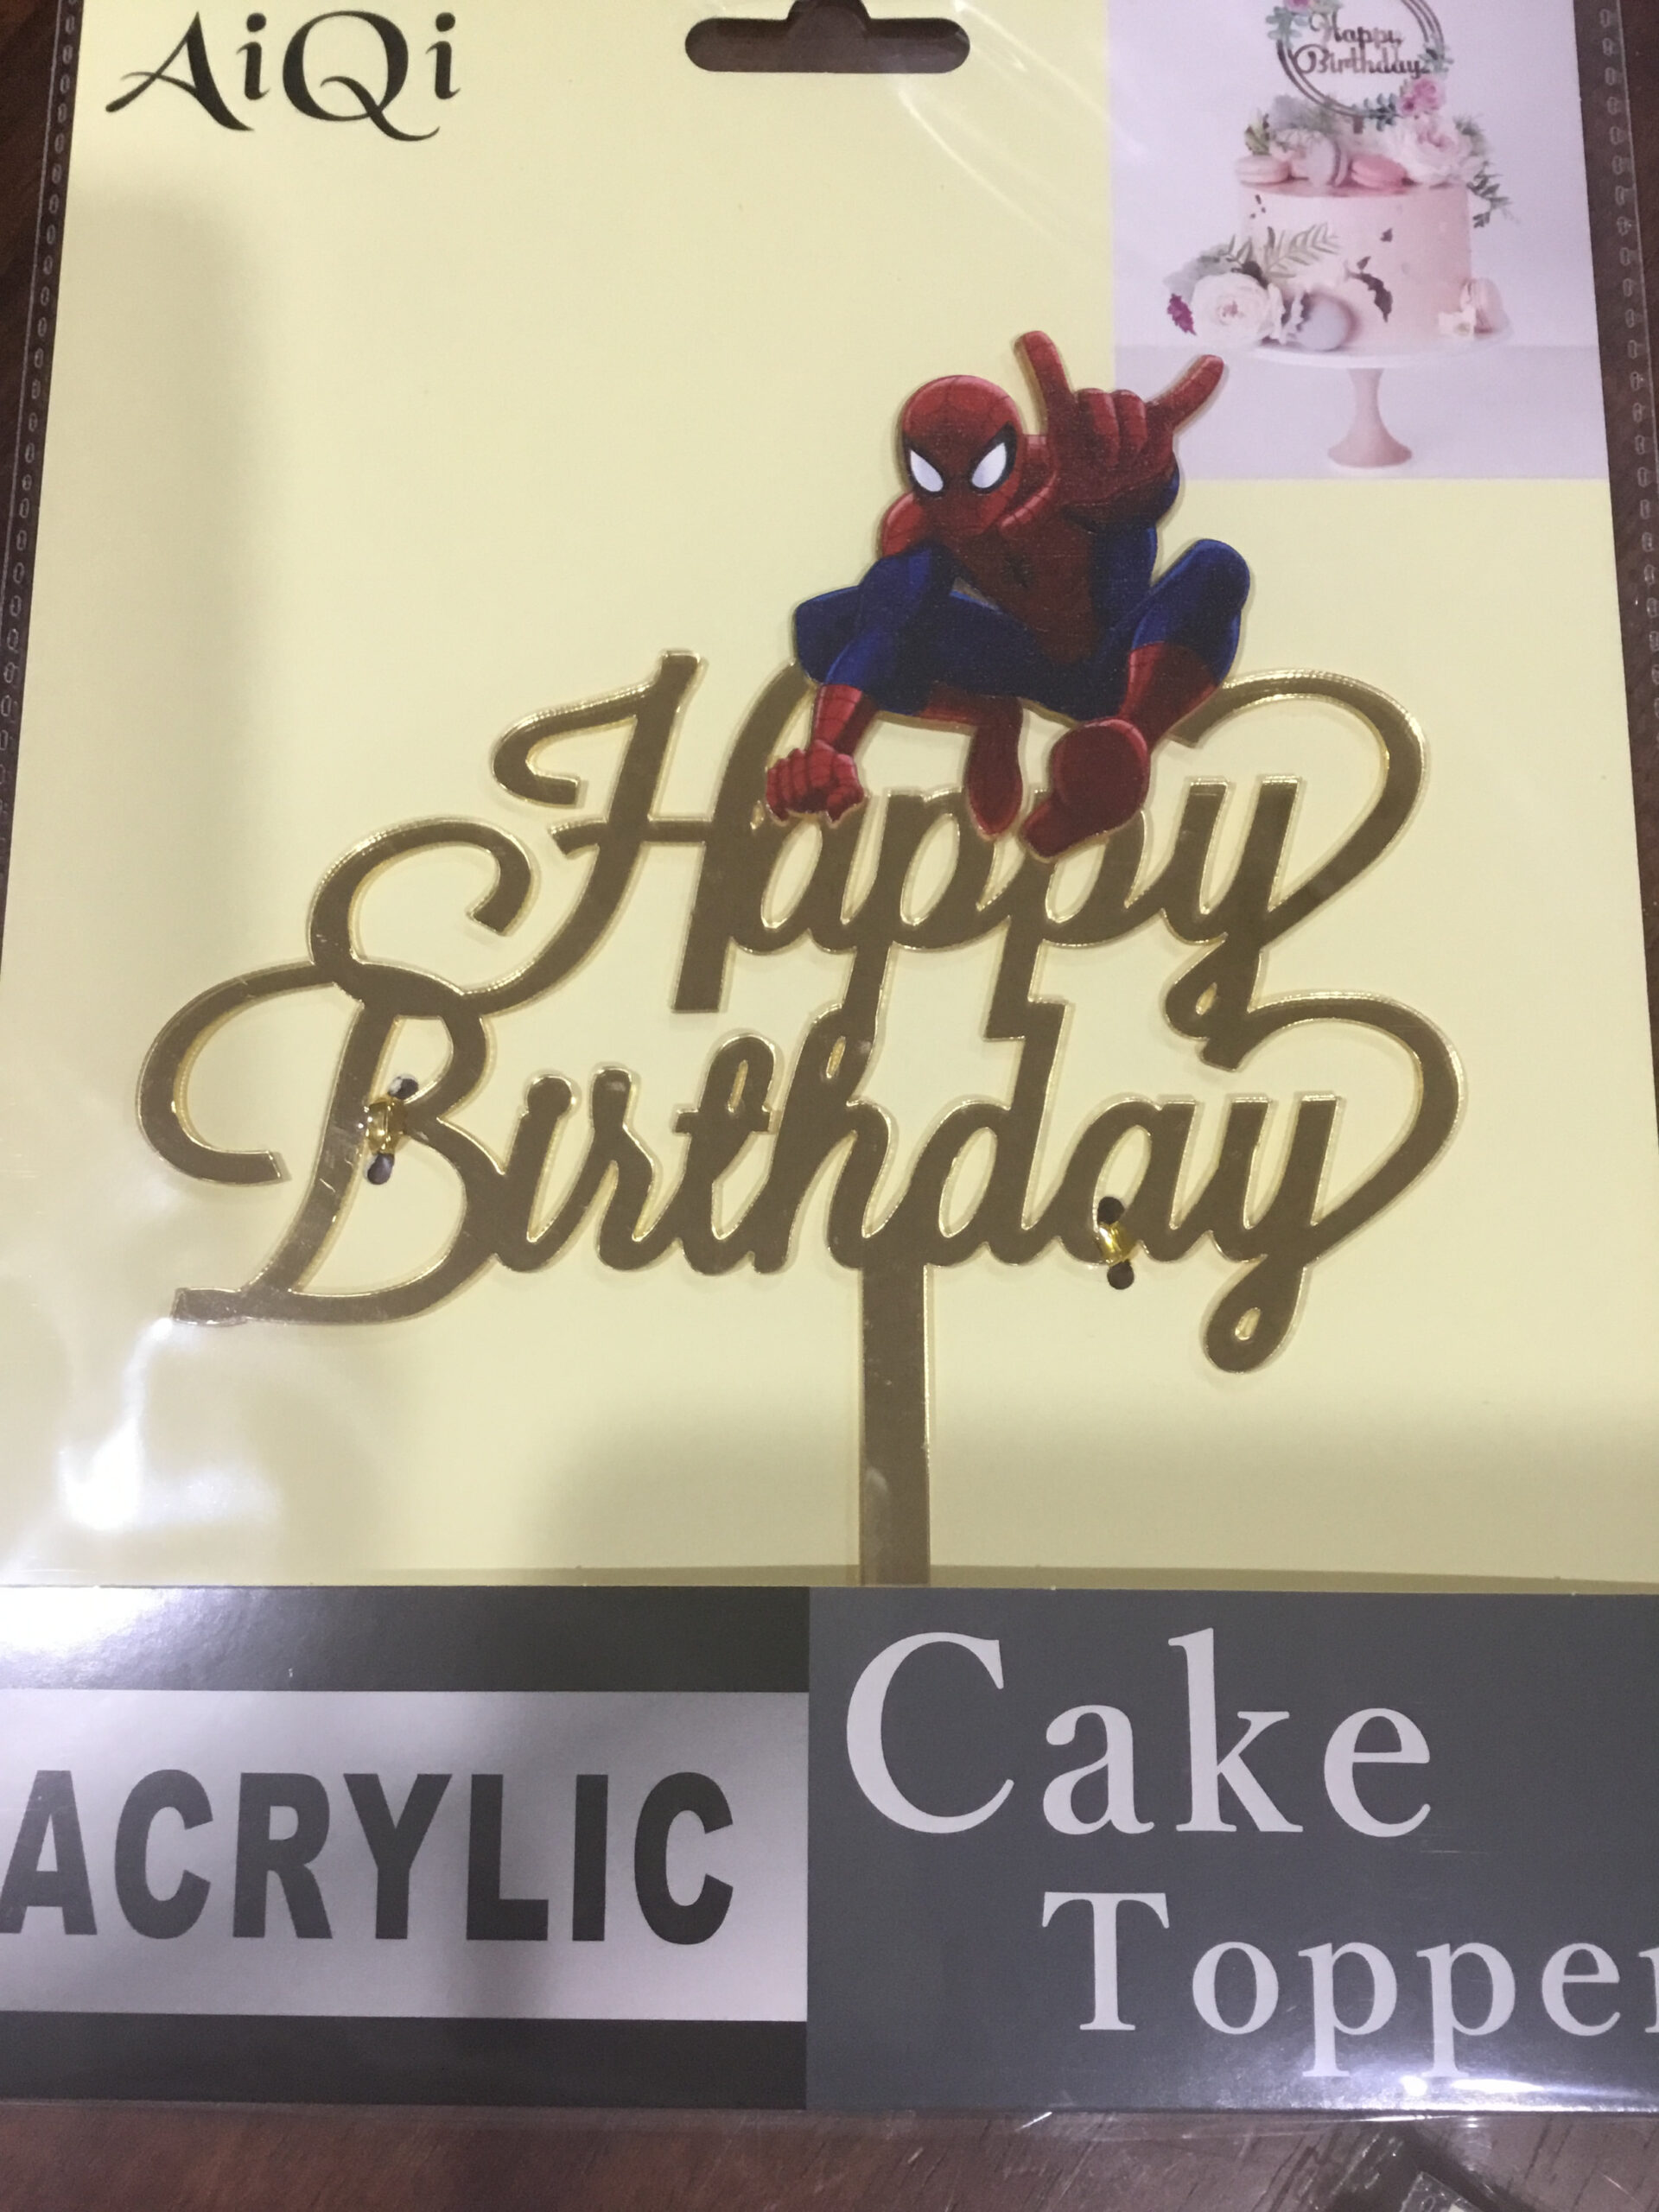 AiQi
Happy
Birthday
Happy
Birthday
ACRYLIC
Cake
Topper